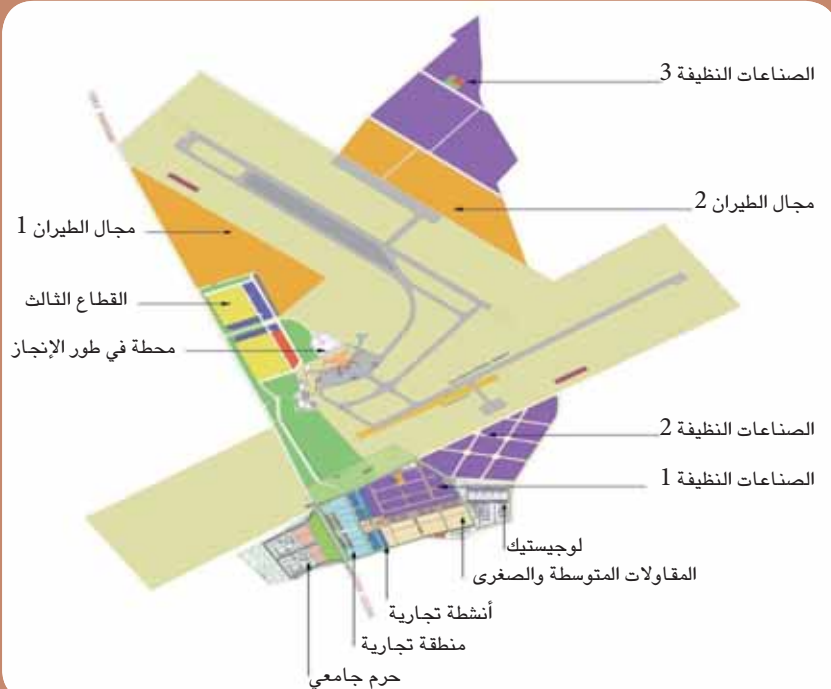 الصناعات النظيفة 3
مجال الطيران 2
مجال الطيران 1
القطاع الثالث
محطة في طور الإنجاز
الصناعات النظيفة 2
الصناعات النظيفة 1
لوجيستيك
المقاولات المتوسطة والصغرى
أنشطة تجارية
منطقة تجارية
حرم جامعي